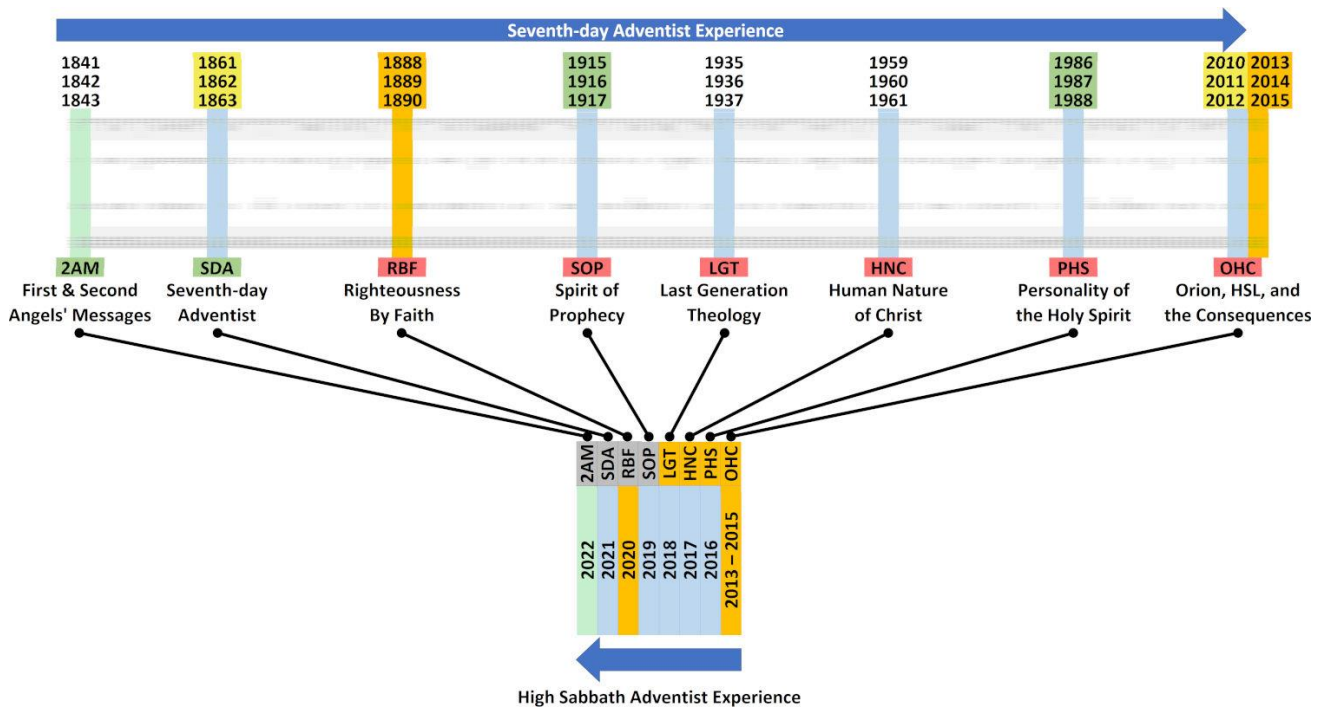 Seventh-day Adventist Experience
1841 1861 1888 1915 1935 1959 1986 2010 2013
1842 1862 1889 1916 1936 1960 1987 2011 2014
1843 1863 1890 1917 1937 1961 1988 2012 2015
2AM SDA RBF SOP LGT HNC PHS OHC
First & Second Seventh-day Righteousness Spirit of Last Generation Human Nature Personality of Orion, HSL, and
Angels' Messages Adventist By Faith Prophecy Theology of Christ the Holy Spirit the Consequences
2AM SDA RBF SOP LGT HNC PHS OHC
2022 2021 2020 2019 2018 2017 2016 2013 – 2015
High Sabbath Adventist Experience